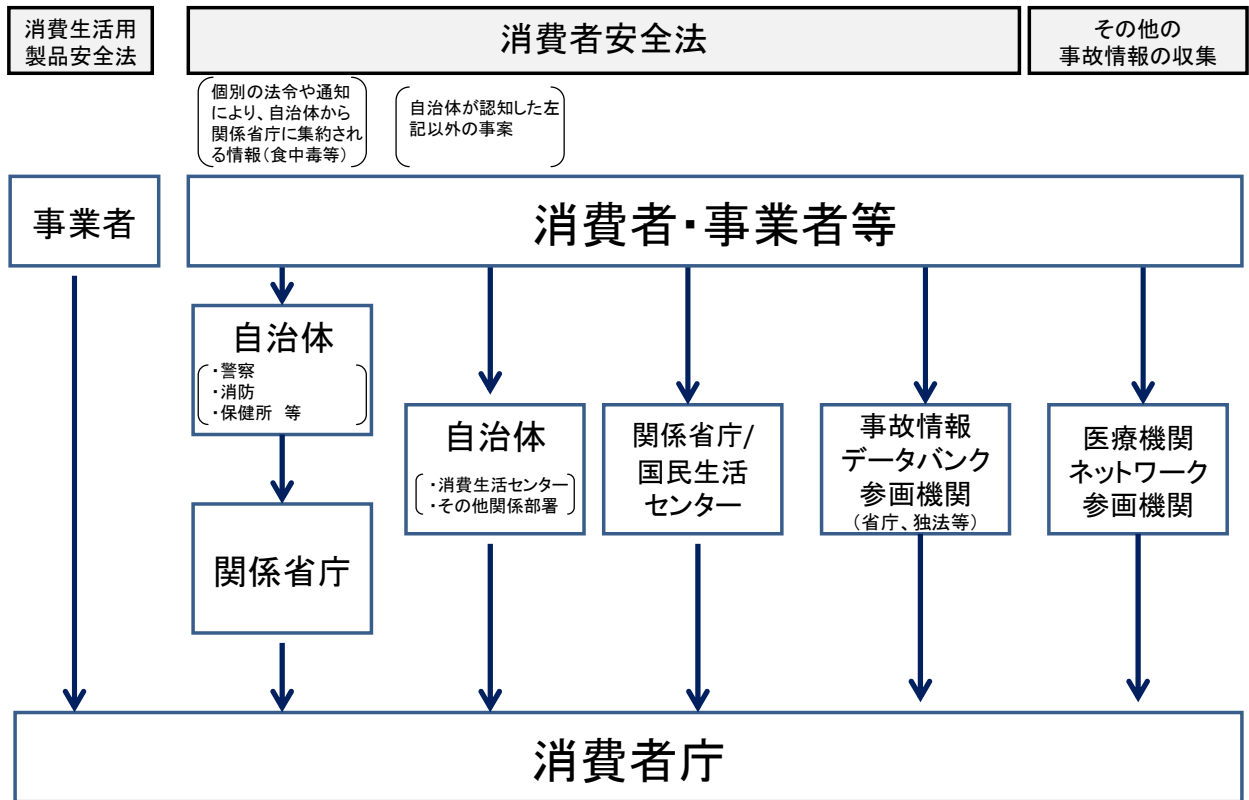 消費生活用
製品安全法
消費者安全法
その他の
事故情報の収集
個別の法令や通知
により、自治体から
関係省庁に集約され
る情報(食中毒等)
自治体が認知した左
記以外の事案
事業者
消費者・事業者等
自治体
・警察
・消防
・保健所 等
関係省庁
自治体
・消費生活センター
・その他関係部署
関係省庁/
国民生活
センター
事故情報
データバンク
参画機関
(省庁、独法等)
医療機関
ネットワーク
参画機関
消費者庁